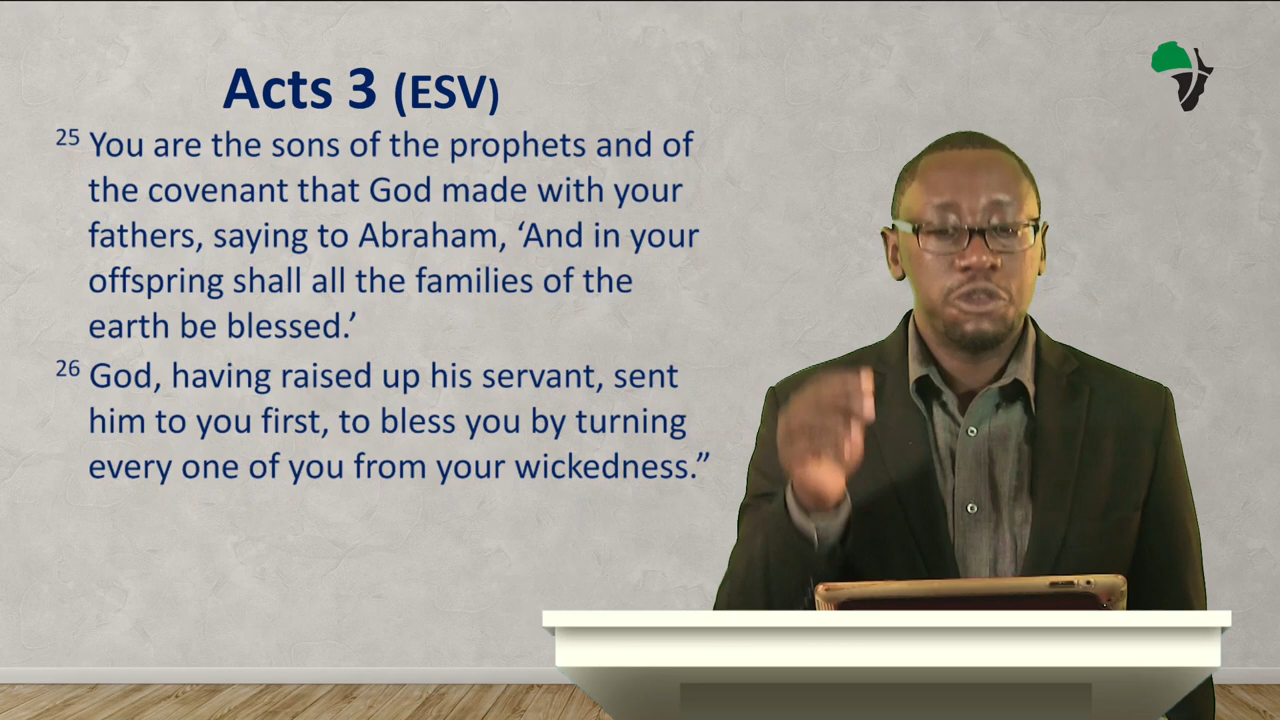 Acts 3 (ESV)
25 You are the sons of the prophets and of
the covenant that God made with your
fathers, saying to Abraham, ‘And in your
offspring shall all the families of the
earth be blessed.’
26 God, having raised up his servant, sent
him to you first, to bless you by turning
every one of you from your wickedness.”